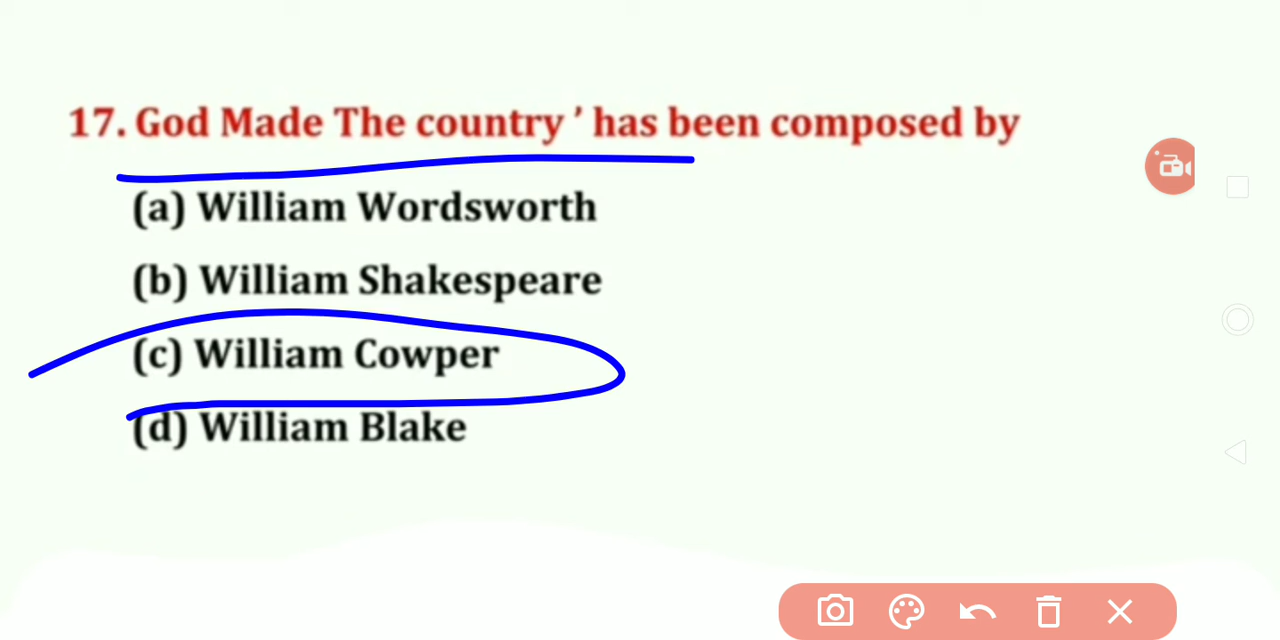 17. God Made The country ’ has been composed by
(a) William Wordsworth
(b) William Shakespeare
(c) William Cowper
(d) William Blake